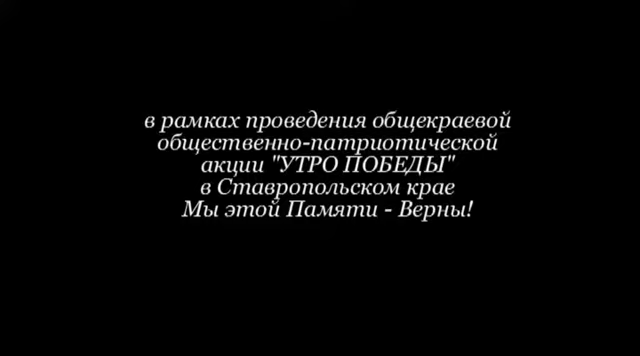 в рамках проведения общекраевой
общественно-патриотической
акции "УТРО ПОБЕДЫ"
в Ставропольском крае
Мы этой Памяти - Верны!